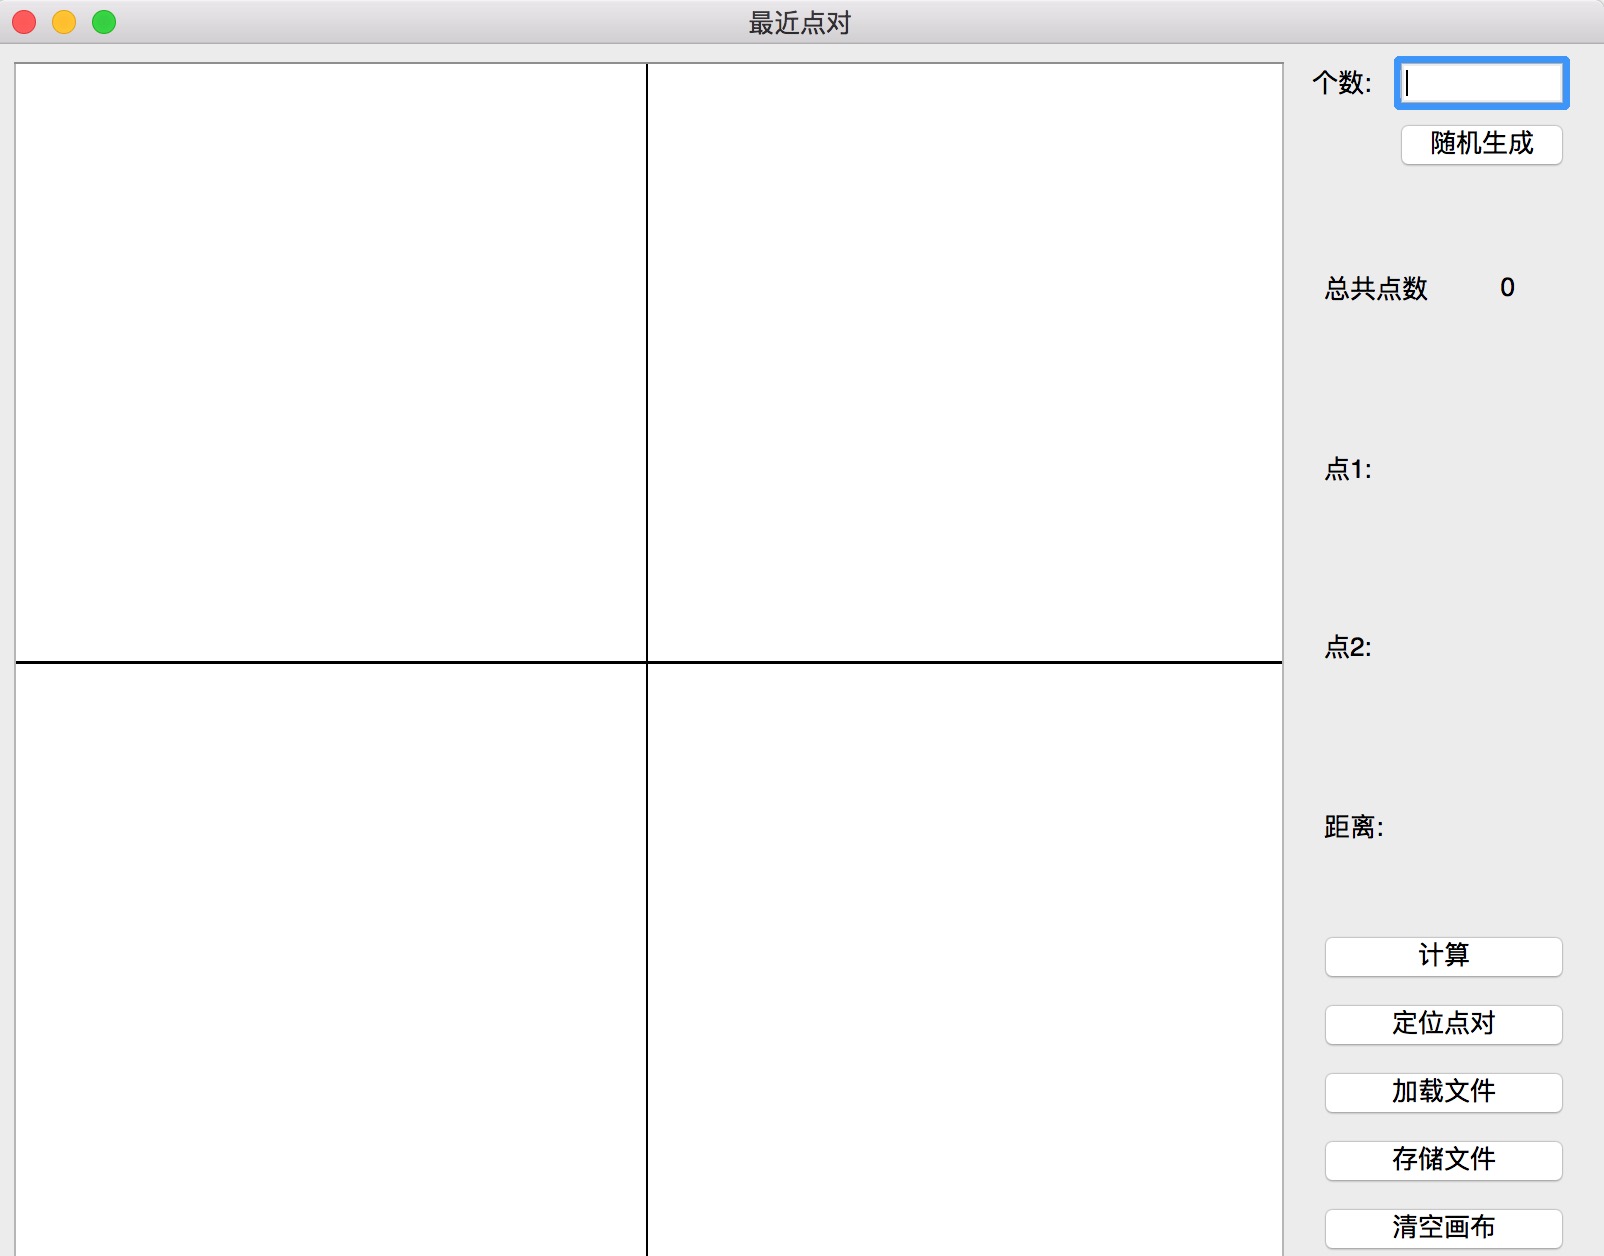 最近点对
个数:
随机生成
总共点数 0
点1:
点2:
距离:
计算
定位点对
加载文件
存储文件
清空画布